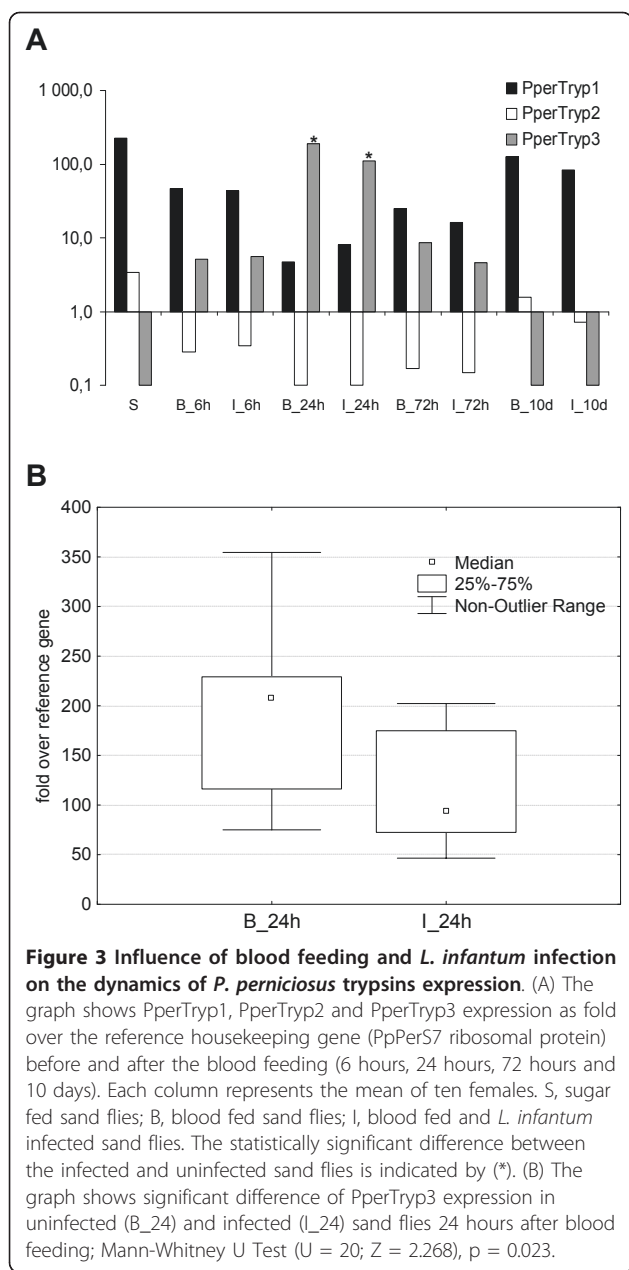 A
1 000,0
100,0
10,0
1,0
0,1
PperTryp1
PperTryp2
PperTryp3
*
*
S B_6h I_6h B_24h I_24h B_72h I_72h B_10d I_10d
B
400
350
300
250
200
150
100
50
0
fold over reference gene
Median
25%-75%
Non-Outlier Range
B_24h I_24h
Figure 3 Influence of blood feeding and L. infantum infection
on the dynamics of P. perniciosus trypsins expression. (A) The
graph shows PperTryp1, PperTryp2 and PperTryp3 expression as fold
over the reference housekeeping gene (PpPerS7 ribosomal protein)
before and after the blood feeding (6 hours, 24 hours, 72 hours and
10 days). Each column represents the mean of ten females. S, sugar
fed sand flies; B, blood fed sand flies; I, blood fed and L. infantum
infected sand flies. The statistically significant difference between
the infected and uninfected sand flies is indicated by (*). (B) The
graph shows significant difference of PperTryp3 expression in
uninfected (B_24) and infected (I_24) sand flies 24 hours after blood
feeding; Mann-Whitney U Test (U = 20; Z = 2.268), p = 0.023.